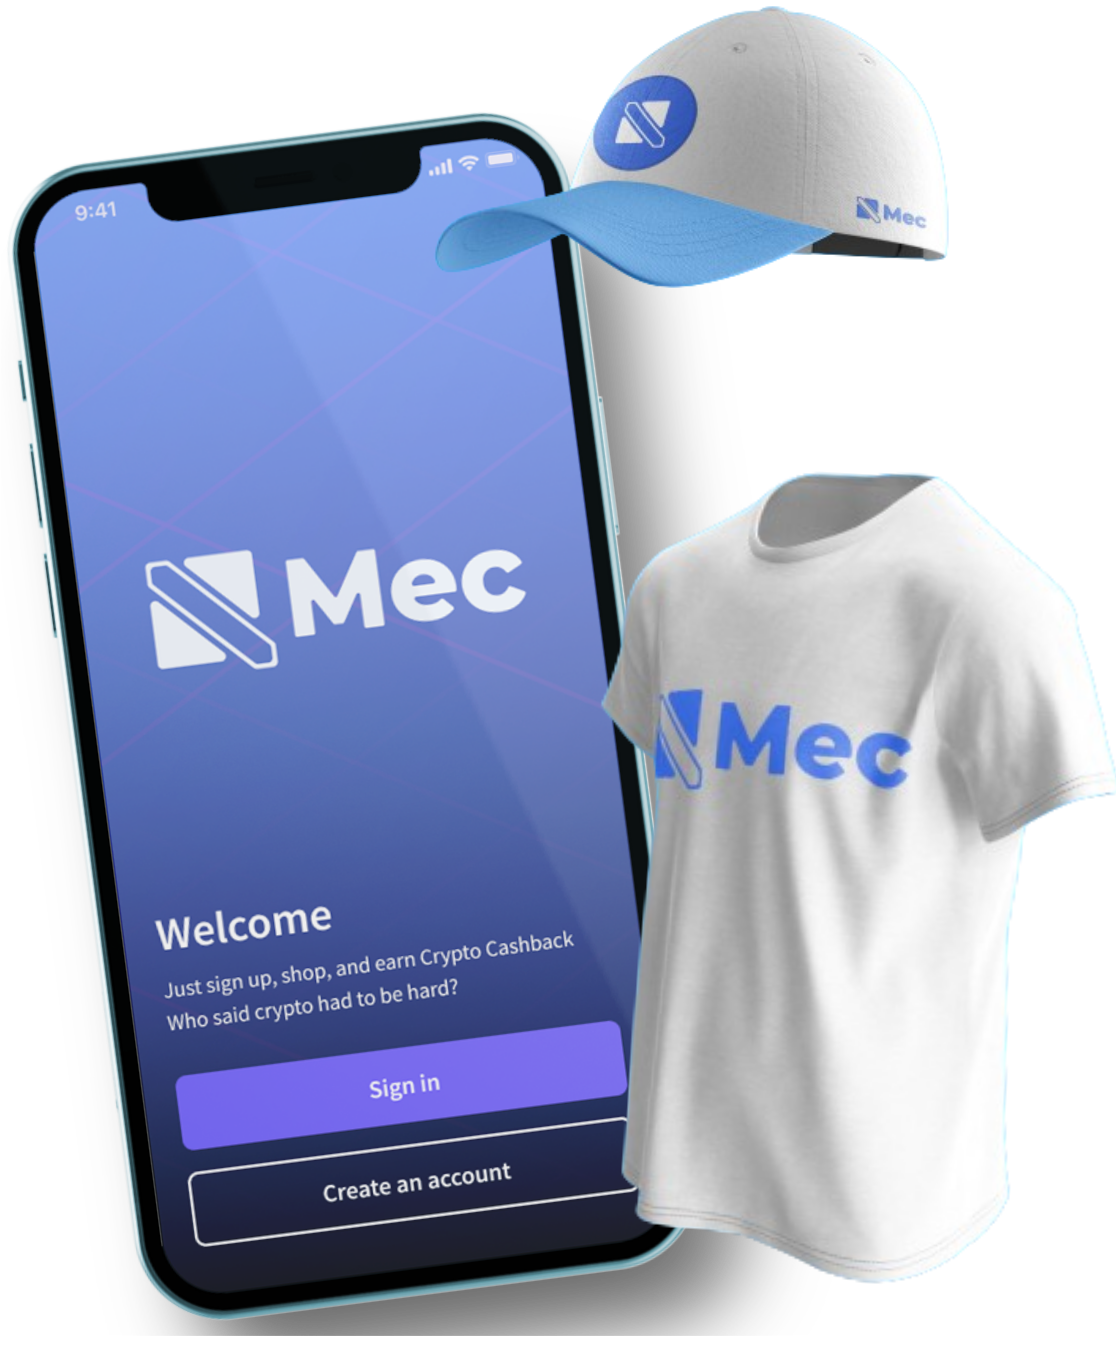 9:41
Mec
Mec
Mec
Welcome
Just sign up, shop, and earn Crypto Cashback
Who said crypto had to be hard?
Sign in
Create an account